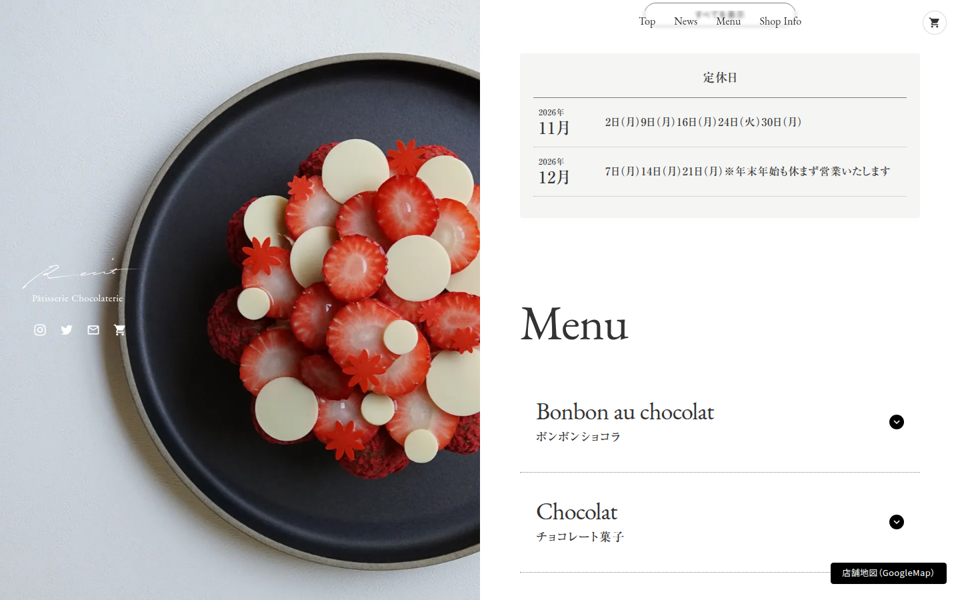 Top News Menu Shop Info
定休日
2026年
11月
2日(月)9日(月)16日(月)24日(火)30日(月)
2026年
12月
7日(月)14日(月)21日(月)※年末年始も休まず営業いたします
Pâtisserie Chocolaterie
Menu
Bonbon au chocolat
ボンボンショコラ
Chocolat
チョコレート菓子
店舗地図(GoogleMap)